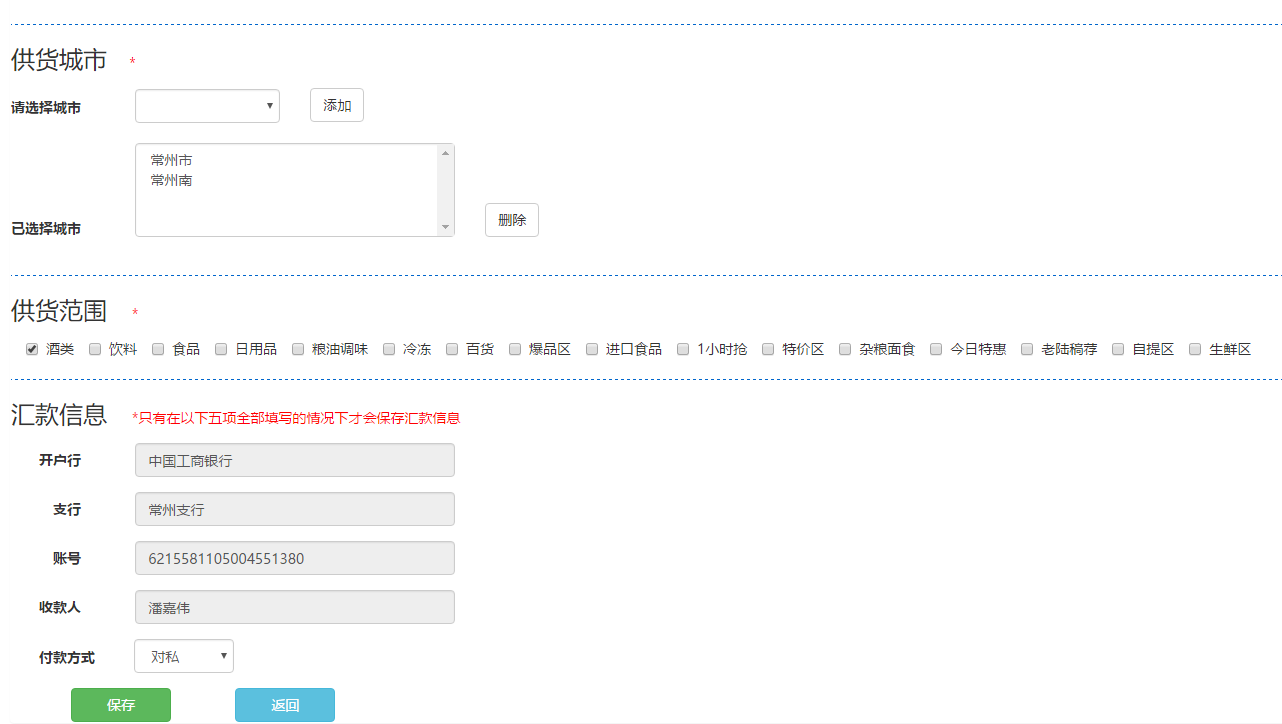 供货城市 *
请选择城市 添加
常州市
常州南
已选择城市 删除
供货范围 *
酒类 饮料 食品 日用品 粮油调味 冷冻 百货 爆品区 进口食品 1小时抢 特价区 杂粮面食 今日特惠 老陆稿荐 自提区 生鲜区
汇款信息 *只有在以下五项全部填写的情况下才会保存汇款信息
开户行 中国工商银行
支行 常州支行
账号 6215581105004551380
收款人 潘嘉伟
付款方式 对私
保存 返回